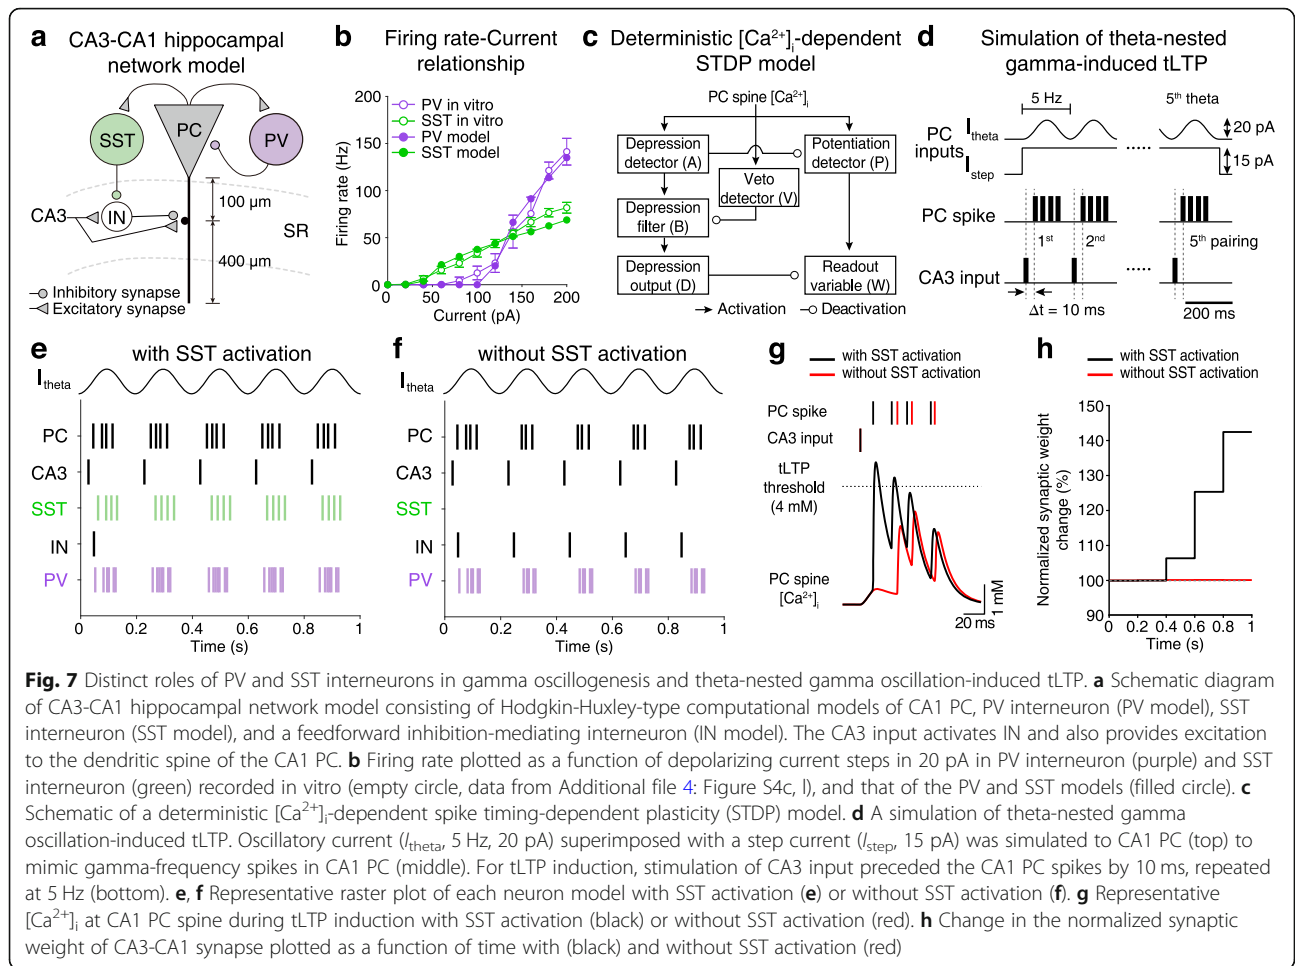 a CA3-CA1 hippocampal
network model
SST
PC
PV
CA3
IN
100 µm
SR
400 µm
Inhibitory synapse
Excitatory synapse
b Firing rate-Current
relationship
200
150
100
50
0
Firing rate (Hz)
PV in vitro
SST in vitro
PV model
SST model
0 50 100 150 200
Current (pA)
c Deterministic [Ca2+]i-dependent
STDP model
PC spine [Ca2+]i
Depression
detector (A)
Potentiation
detector (P)
Veto
detector (V)
Depression
filter (B)
Depression
output (D)
Readout
variable (W)
Activation
Deactivation
d Simulation of theta-nested
gamma-induced tLTP
5 Hz
5th theta
PC
inputs
Itheta
20 pA
Istep
15 pA
PC spike
1st
2nd
5th pairing
CA3 input
Δt = 10 ms
200 ms
e with SST activation
Itheta
PC
CA3
SST
IN
PV
0 0.2 0.4 0.6 0.8 1
Time (s)
f without SST activation
Itheta
PC
CA3
SST
IN
PV
0 0.2 0.4 0.6 0.8 1
Time (s)
g
with SST activation
without SST activation
PC spike
CA3 input
tLTP
threshold
(4 mM)
PC spine
[Ca2+]i
1 mM
20 ms
h
with SST activation
without SST activation
150
140
130
120
110
100
90
Normalized synaptic weight
change (%)
0 0.2 0.4 0.6 0.8 1
Time (s)
Fig. 7 Distinct roles of PV and SST interneurons in gamma oscillogenesis and theta-nested gamma oscillation-induced tLTP. a Schematic diagram
of CA3-CA1 hippocampal network model consisting of Hodgkin-Huxley-type computational models of CA1 PC, PV interneuron (PV model), SST
interneuron (SST model), and a feedforward inhibition-mediating interneuron (IN model). The CA3 input activates IN and also provides excitation
to the dendritic spine of the CA1 PC. b Firing rate plotted as a function of depolarizing current steps in 20 pA in PV interneuron (purple) and SST
interneuron (green) recorded in vitro (empty circle, data from Additional file 4: Figure S4c, l), and that of the PV and SST models (filled circle). c
Schematic of a deterministic [Ca2+]i-dependent spike timing-dependent plasticity (STDP) model. d A simulation of theta-nested gamma
oscillation-induced tLTP. Oscillatory current (Itheta, 5 Hz, 20 pA) superimposed with a step current (Istep, 15 pA) was simulated to CA1 PC (top) to
mimic gamma-frequency spikes in CA1 PC (middle). For tLTP induction, stimulation of CA3 input preceded the CA1 PC spikes by 10 ms, repeated
at 5 Hz (bottom). e, f Representative raster plot of each neuron model with SST activation (e) or without SST activation (f). g Representative
[Ca2+]i at CA1 PC spine during tLTP induction with SST activation (black) or without SST activation (red). h Change in the normalized synaptic
weight of CA3-CA1 synapse plotted as a function of time with (black) and without SST activation (red)